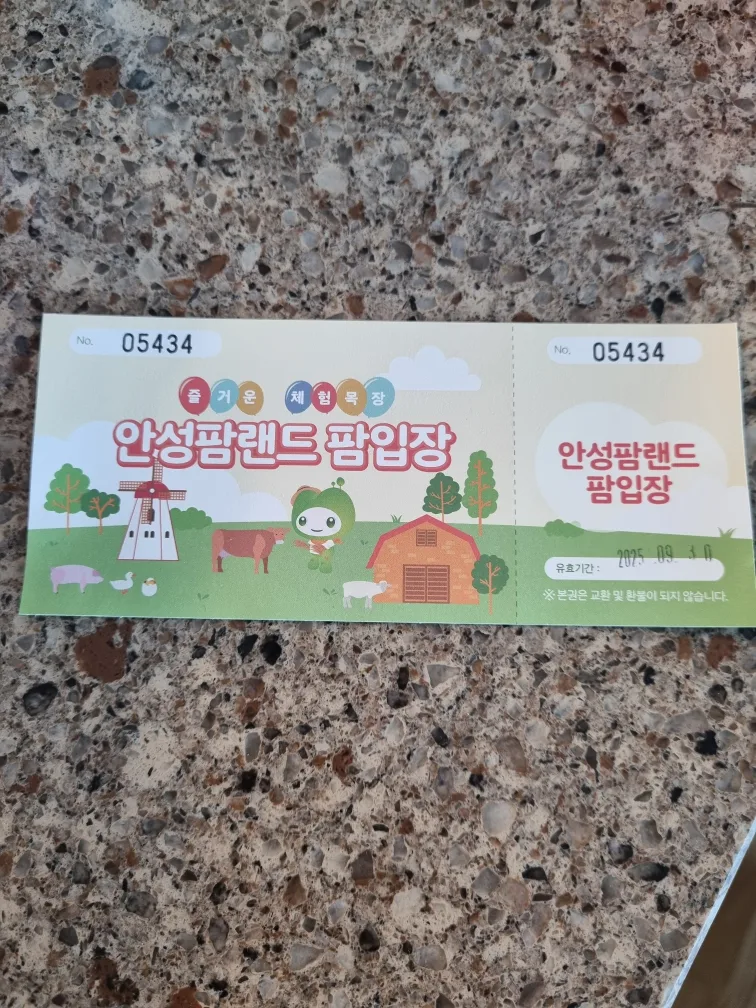 No. 05434
즐거운 체험목장
안성팜랜드 팜입장
No. 05434
안성팜랜드
팜입장
유효기간 : 2025 .09. 30
※ 본권은 교환 및 환불이 되지 않습니다.